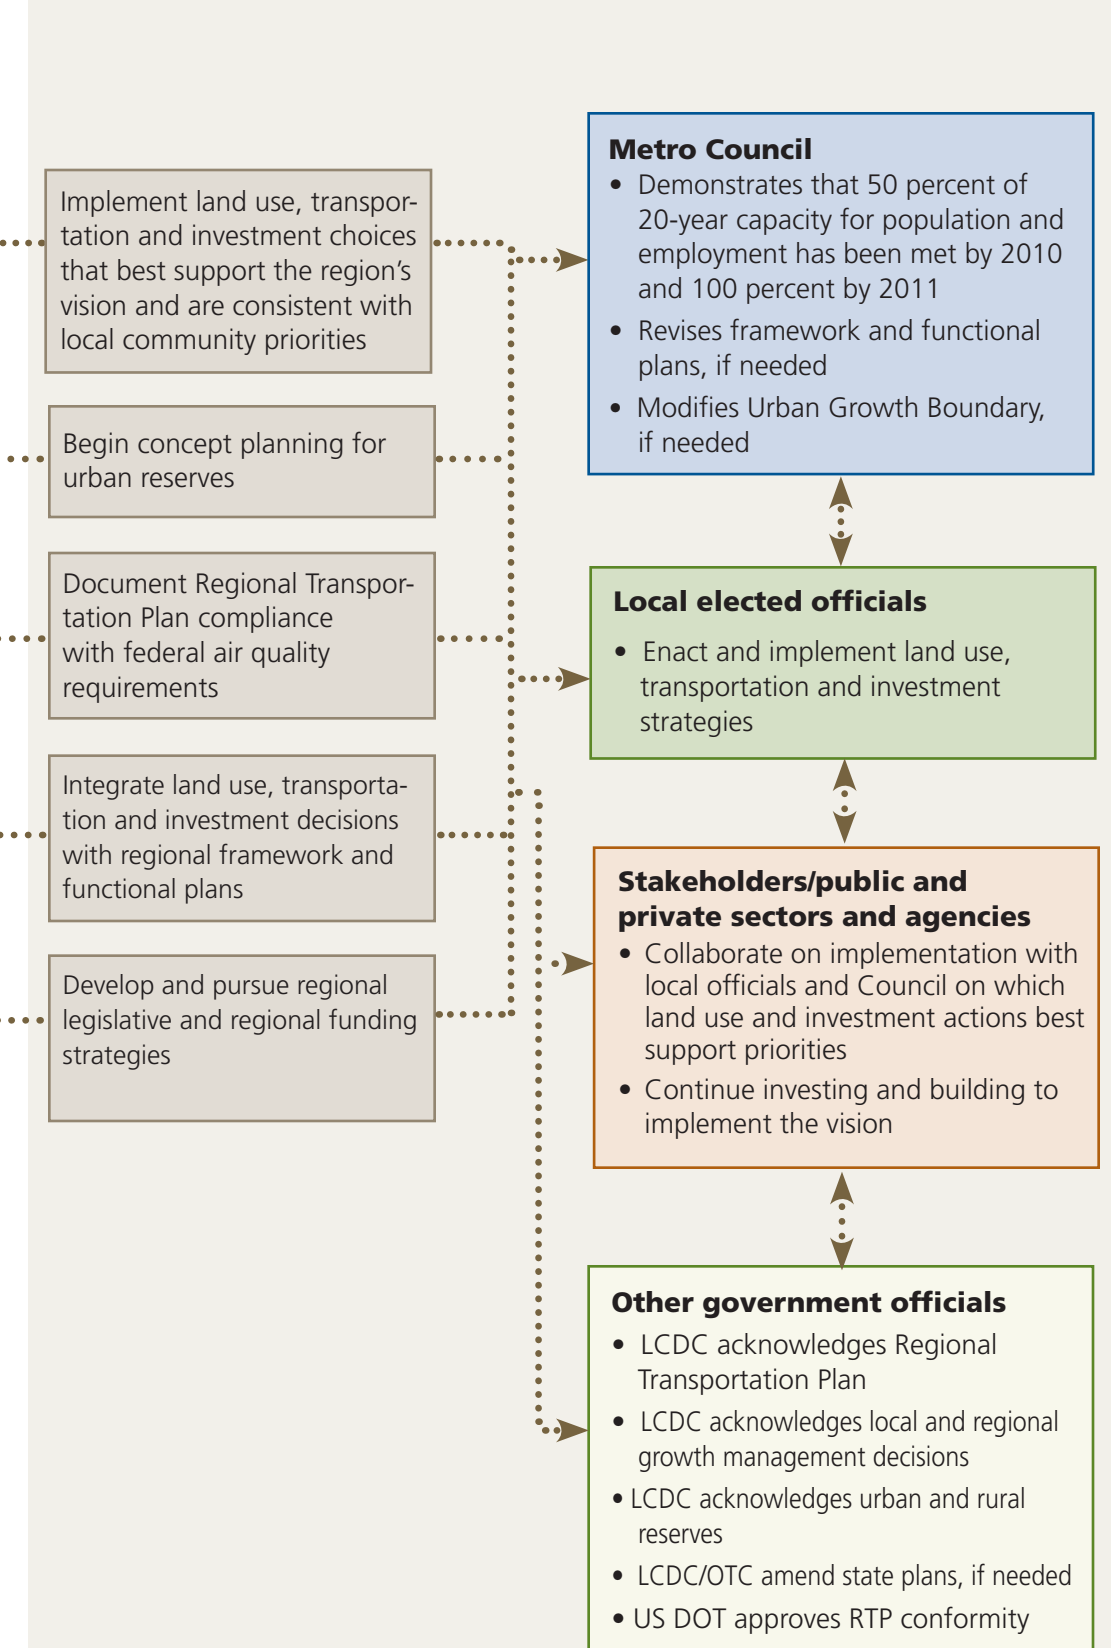 Implement land use, transpor-
tation and investment choices
that best support the region's
vision and are consistent with
local community priorities
Begin concept planning for
urban reserves
Document Regional Transpor-
tation Plan compliance
with federal air quality
requirements
Integrate land use, transporta-
tion and investment decisions
with regional framework and
functional plans
Develop and pursue regional
legislative and regional funding
strategies
Metro Council
• Demonstrates that 50 percent of
20-year capacity for population and
employment has been met by 2010
and 100 percent by 2011
• Revises framework and functional
plans, if needed
• Modifies Urban Growth Boundary,
if needed
Local elected officials
• Enact and implement land use,
transportation and investment
strategies
Stakeholders/public and
private sectors and agencies
• Collaborate on implementation with
local officials and Council on which
land use and investment actions best
support priorities
• Continue investing and building to
implement the vision
Other government officials
• LCDC acknowledges Regional
Transportation Plan
• LCDC acknowledges local and regional
growth management decisions
• LCDC acknowledges urban and rural
reserves
• LCDC/OTC amend state plans, if needed
• US DOT approves RTP conformity